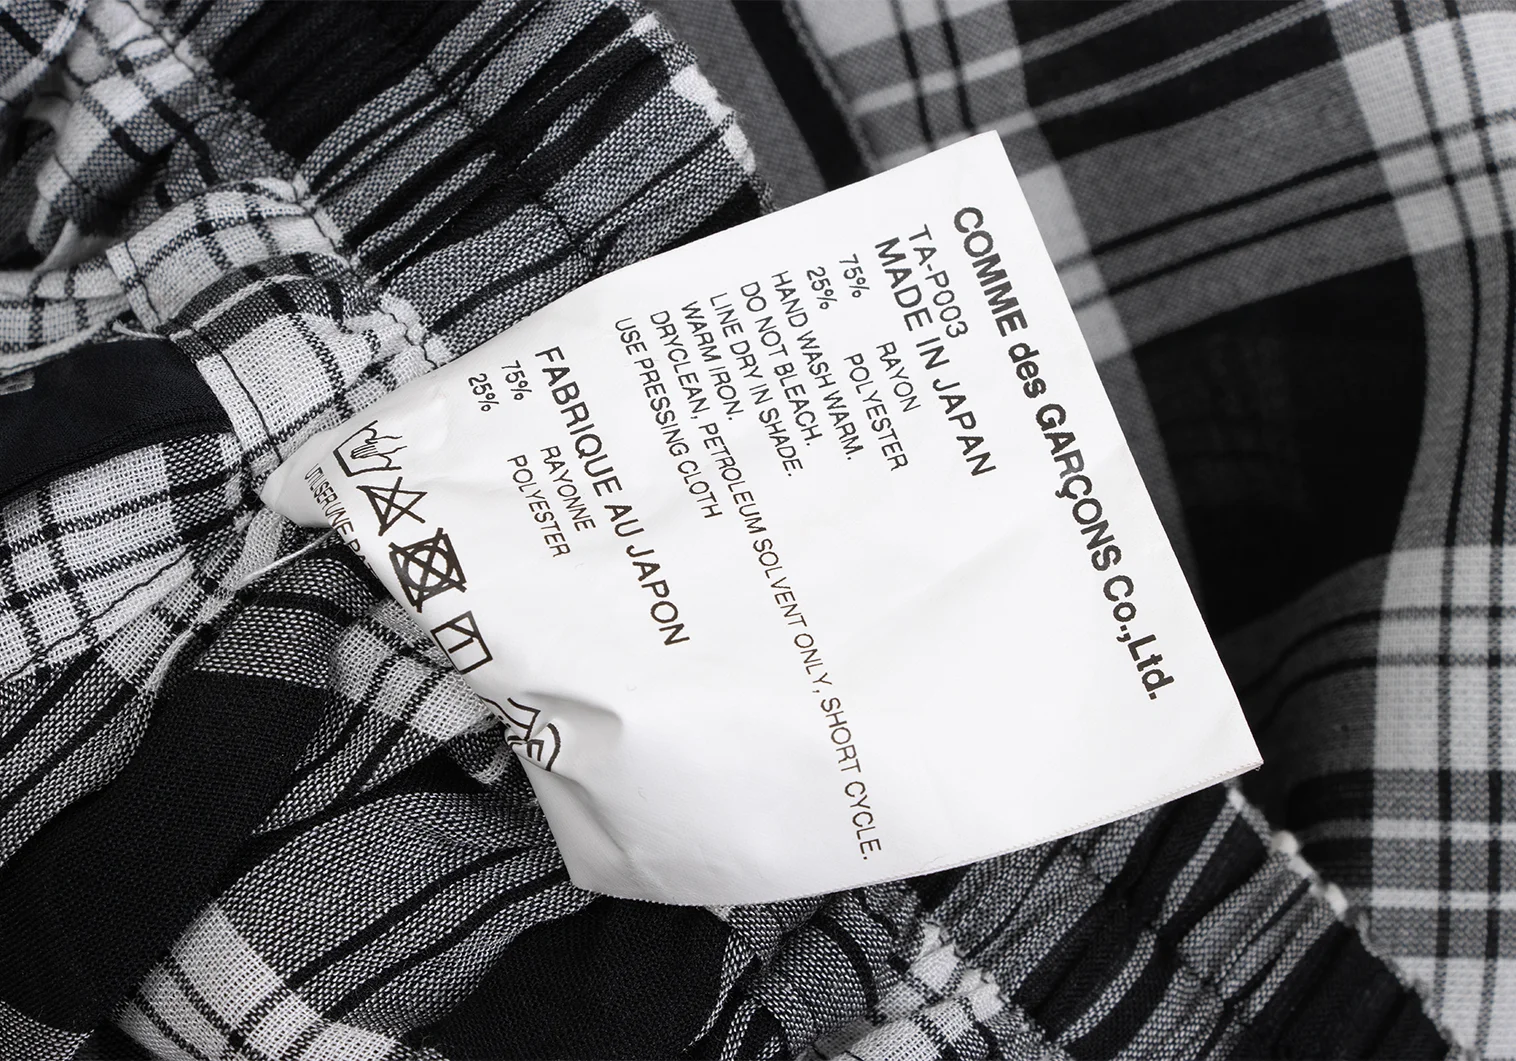 COMME des GARÇONS Co.,Ltd.
TA-P003
MADE IN JAPAN
75% RAYON
25% POLYESTER
HAND WASH WARM.
DO NOT BLEACH.
LINE DRY IN SHADE.
WARM IRON.
DRYCLEAN, PETROLEUM SOLVENT ONLY, SHORT CYCLE.
USE PRESSING CLOTH
FABRIQUE AU JAPON
75% RAYONNE
25% POLYESTER
UTILISER UNE